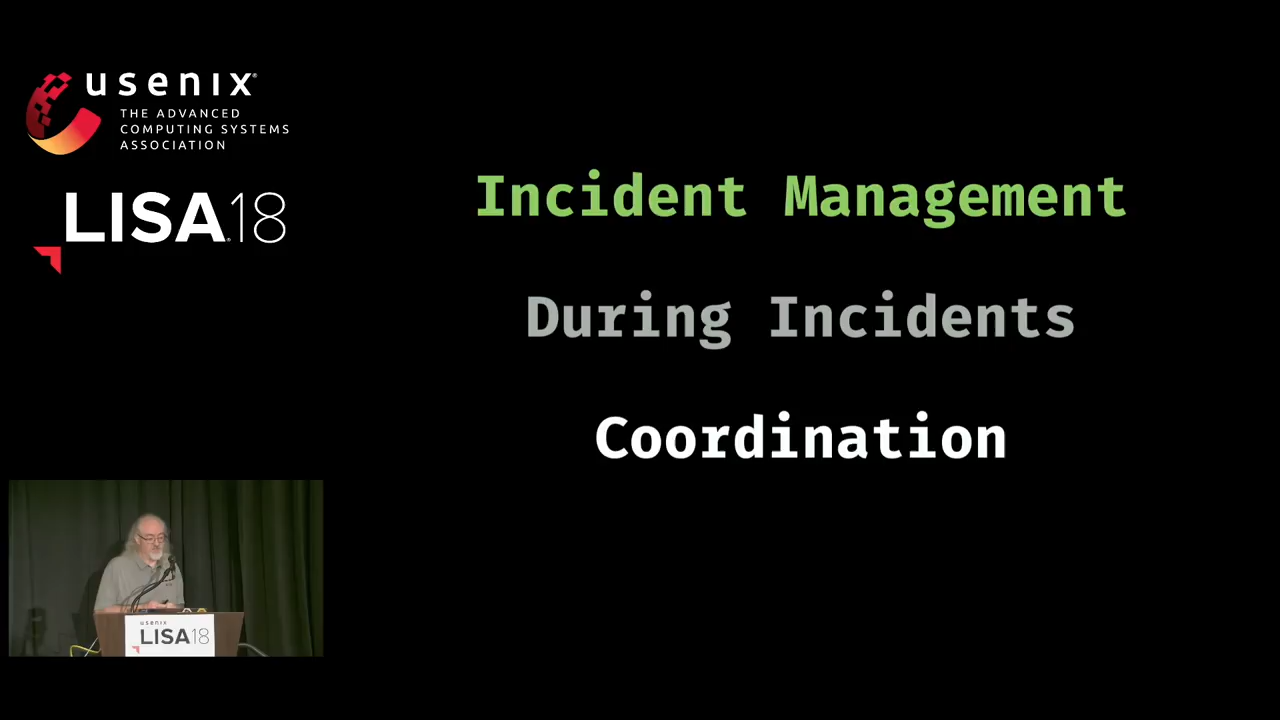 usenix®
THE ADVANCED
COMPUTING SYSTEMS
ASSOCIATION
LISA18
Incident Management
During Incidents
Coordination
usenix
LISA18